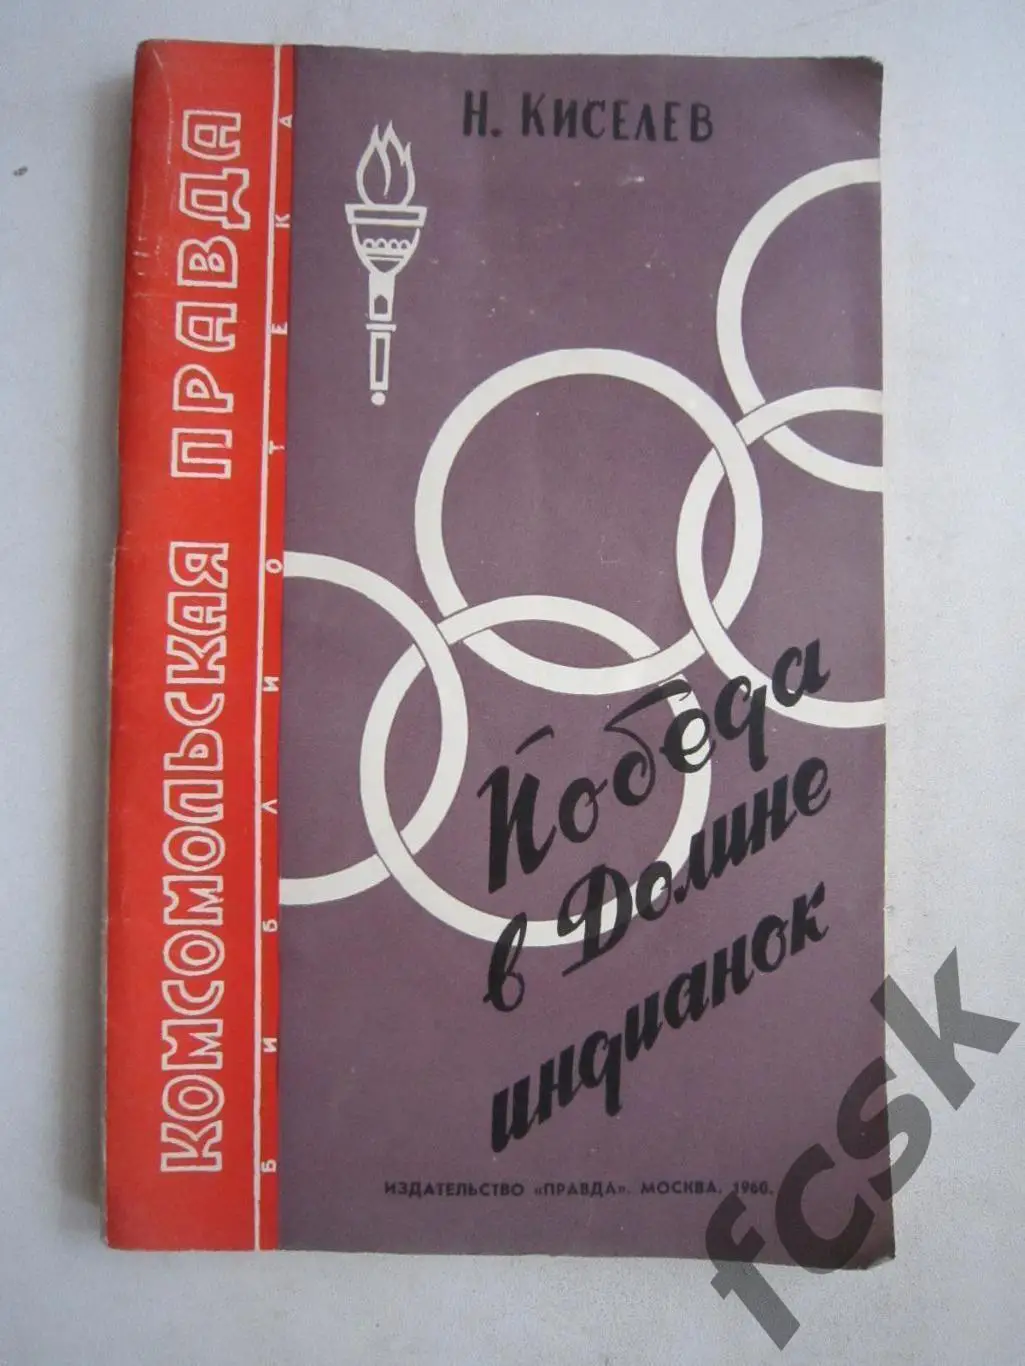 Н. КИСЕЛЕВ
КОМСОМОЛЬСКАЯ ПРАВДА
БИБЛИОТЕКА
Победа
в Долине
индианок
ИЗДАТЕЛЬСТВО «ПРАВДА». МОСКВА. 1960.
fcsk